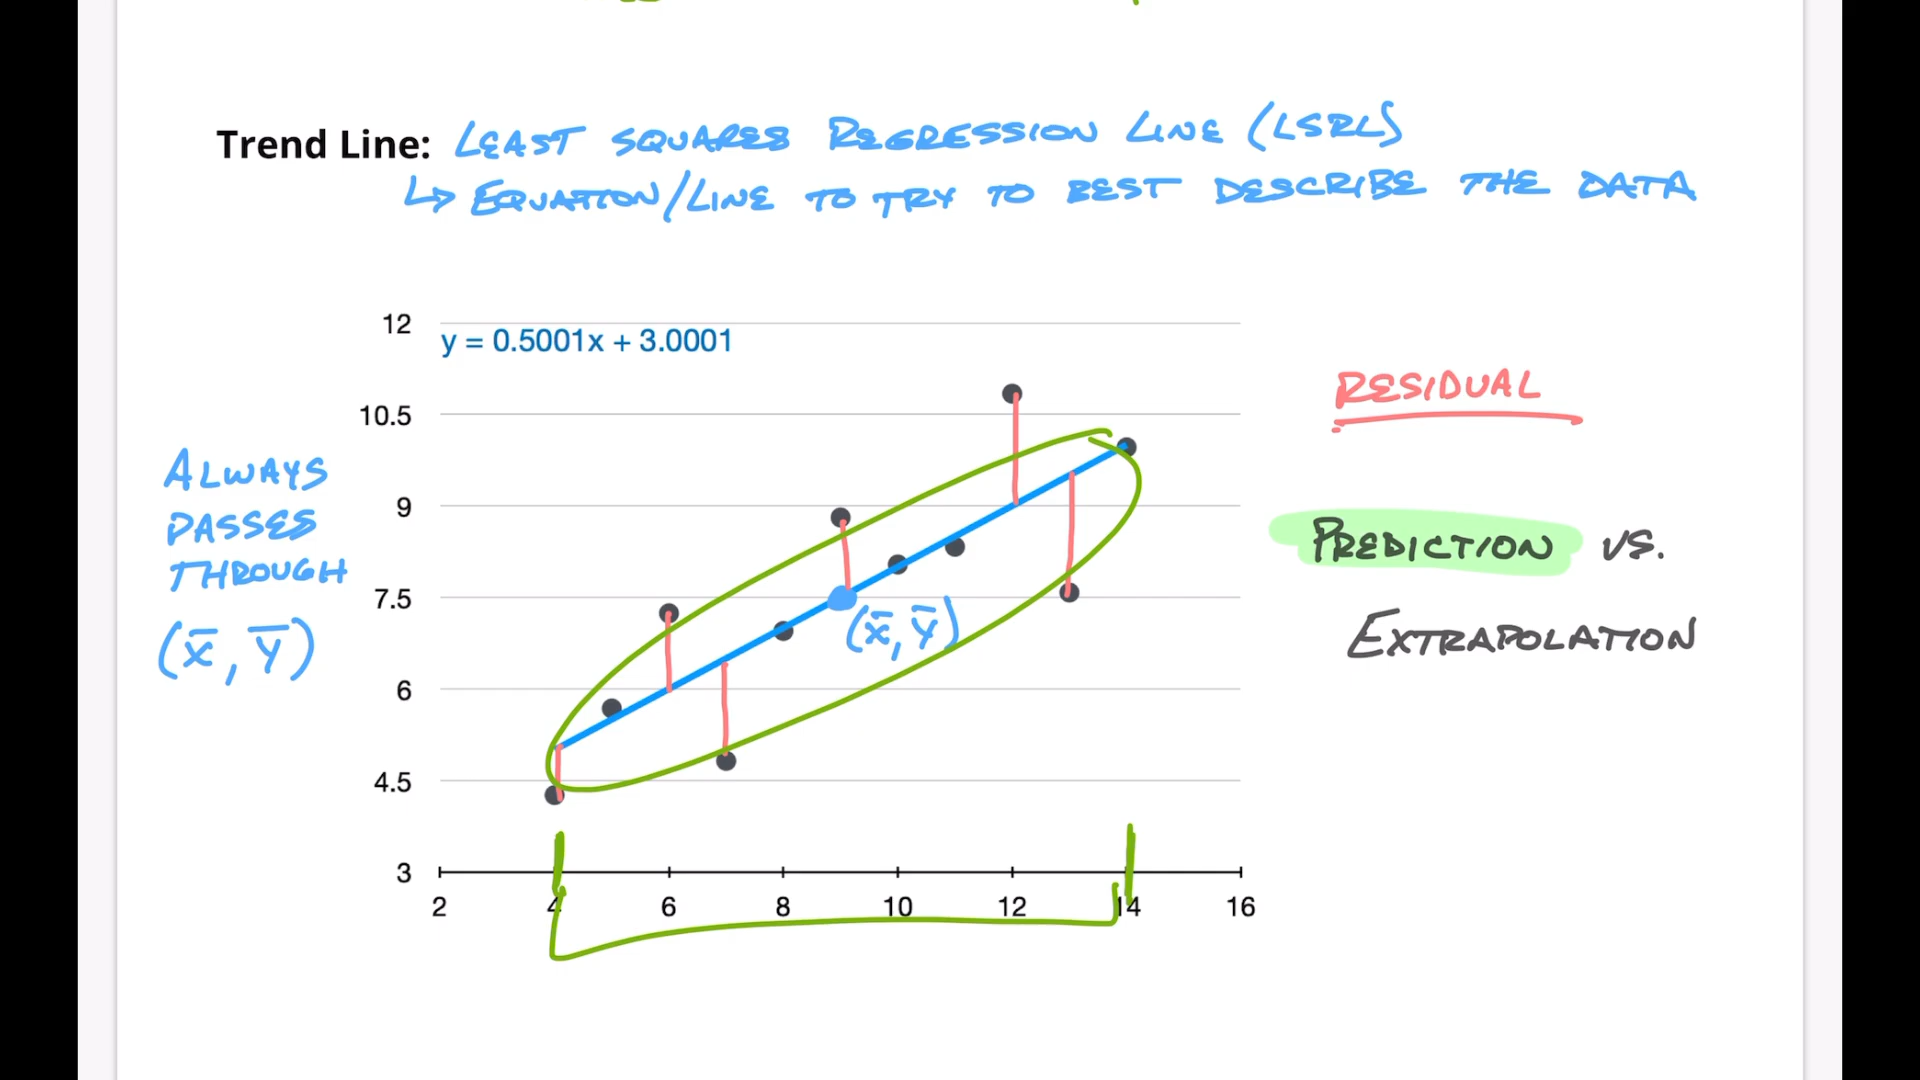 Trend Line: LEAST SQUARES REGRESSION LINE (LSRL)
↳ EQUATION/LINE TO TRY TO BEST DESCRIBE THE DATA
y = 0.5001x + 3.0001
12
10.5
9
7.5
6
4.5
3
2 4 6 8 10 12 14 16
ALWAYS
PASSES
THROUGH
(x̅, y̅)
(x̅, y̅)
RESIDUAL
PREDICTION VS.
EXTRAPOLATION